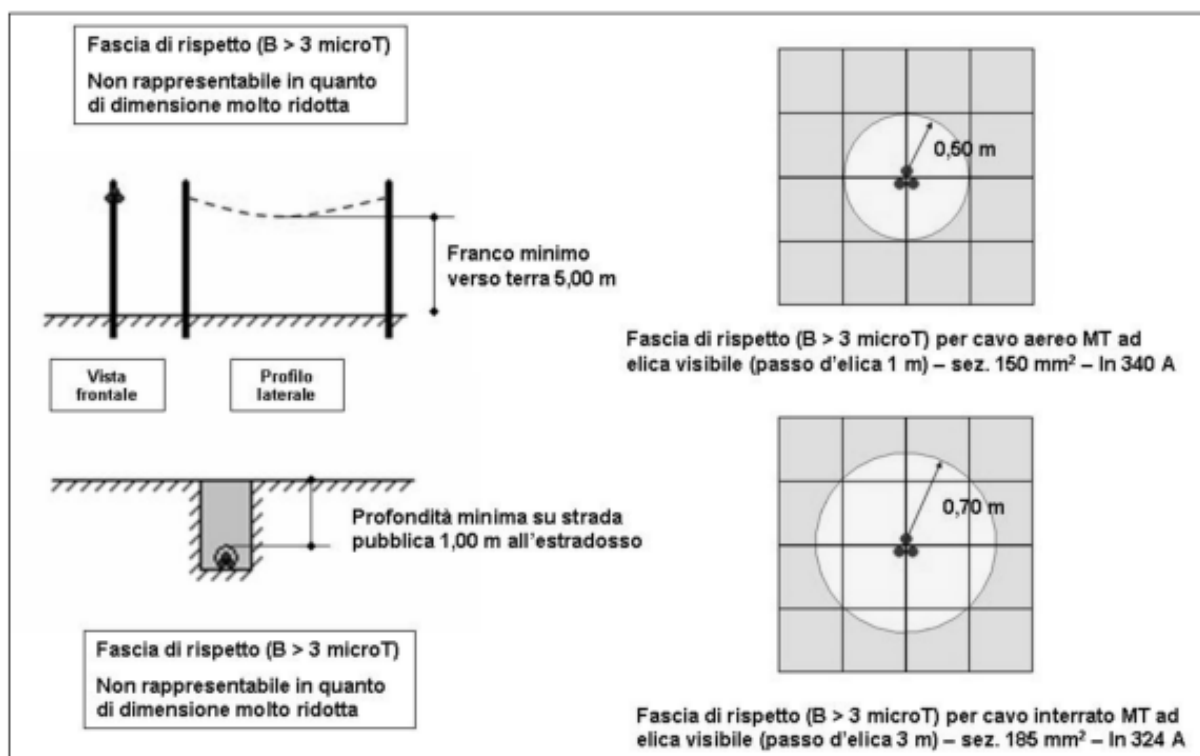 Fascia di rispetto (B > 3 microT)
Non rappresentabile in quanto
di dimensione molto ridotta
Franco minimo
verso terra 5,00 m
Vista
frontale
Profilo
laterale
Profondità minima su strada
pubblica 1,00 m all'estradosso
Fascia di rispetto (B > 3 microT)
Non rappresentabile in quanto
di dimensione molto ridotta
0,50 m
Fascia di rispetto (B > 3 microT) per cavo aereo MT ad
elica visibile (passo d'elica 1 m) – sez. 150 mm² – In 340 A
0,70 m
Fascia di rispetto (B > 3 microT) per cavo interrato MT ad
elica visibile (passo d'elica 3 m) – sez. 185 mm² – In 324 A